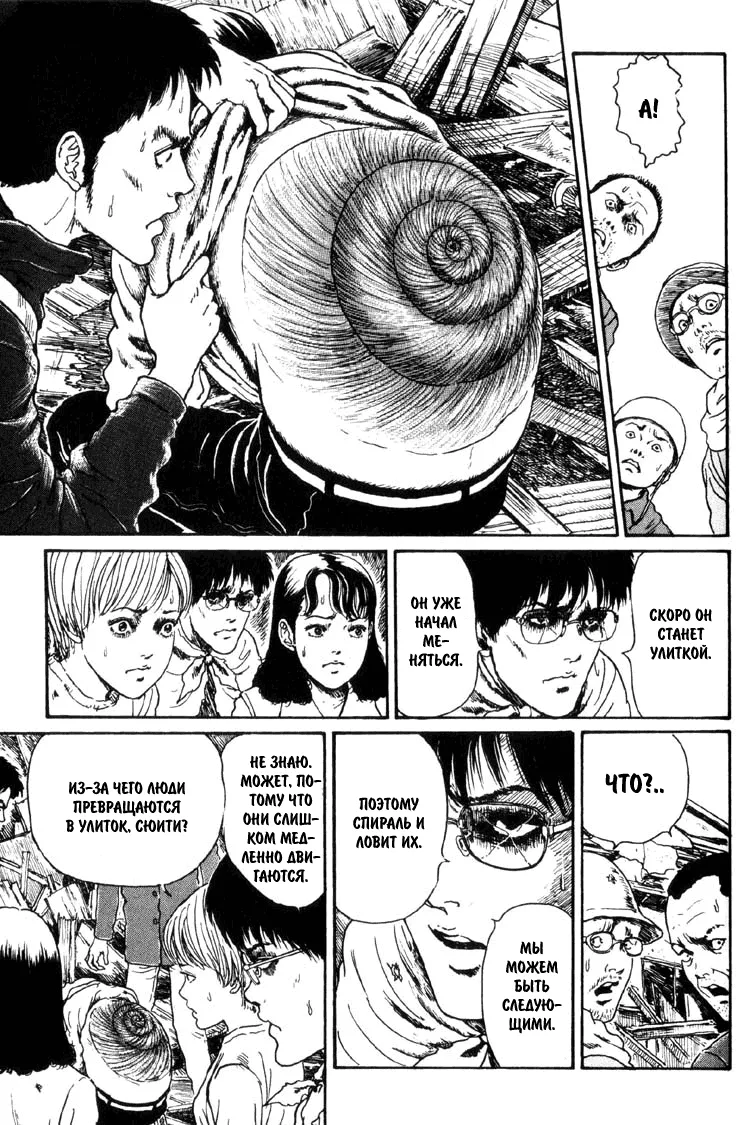 А!
СКОРО ОН
СТАНЕТ
УЛИТКОЙ.
ОН УЖЕ
НАЧАЛ
МЕ-
НЯТЬСЯ.
ЧТО?..
ПОЭТОМУ
СПИРАЛЬ И
ЛОВИТ ИХ.
МЫ
МОЖЕМ
БЫТЬ
СЛЕДУЮ-
ЩИМИ.
ИЗ-ЗА ЧЕГО ЛЮДИ
ПРЕВРАЩАЮТСЯ
В УЛИТОК, СЮИТИ?
НЕ ЗНАЮ.
МОЖЕТ, ПО-
ТОМУ ЧТО
ОНИ СЛИШ-
КОМ МЕД-
ЛЕННО ДВИ-
ГАЮТСЯ.